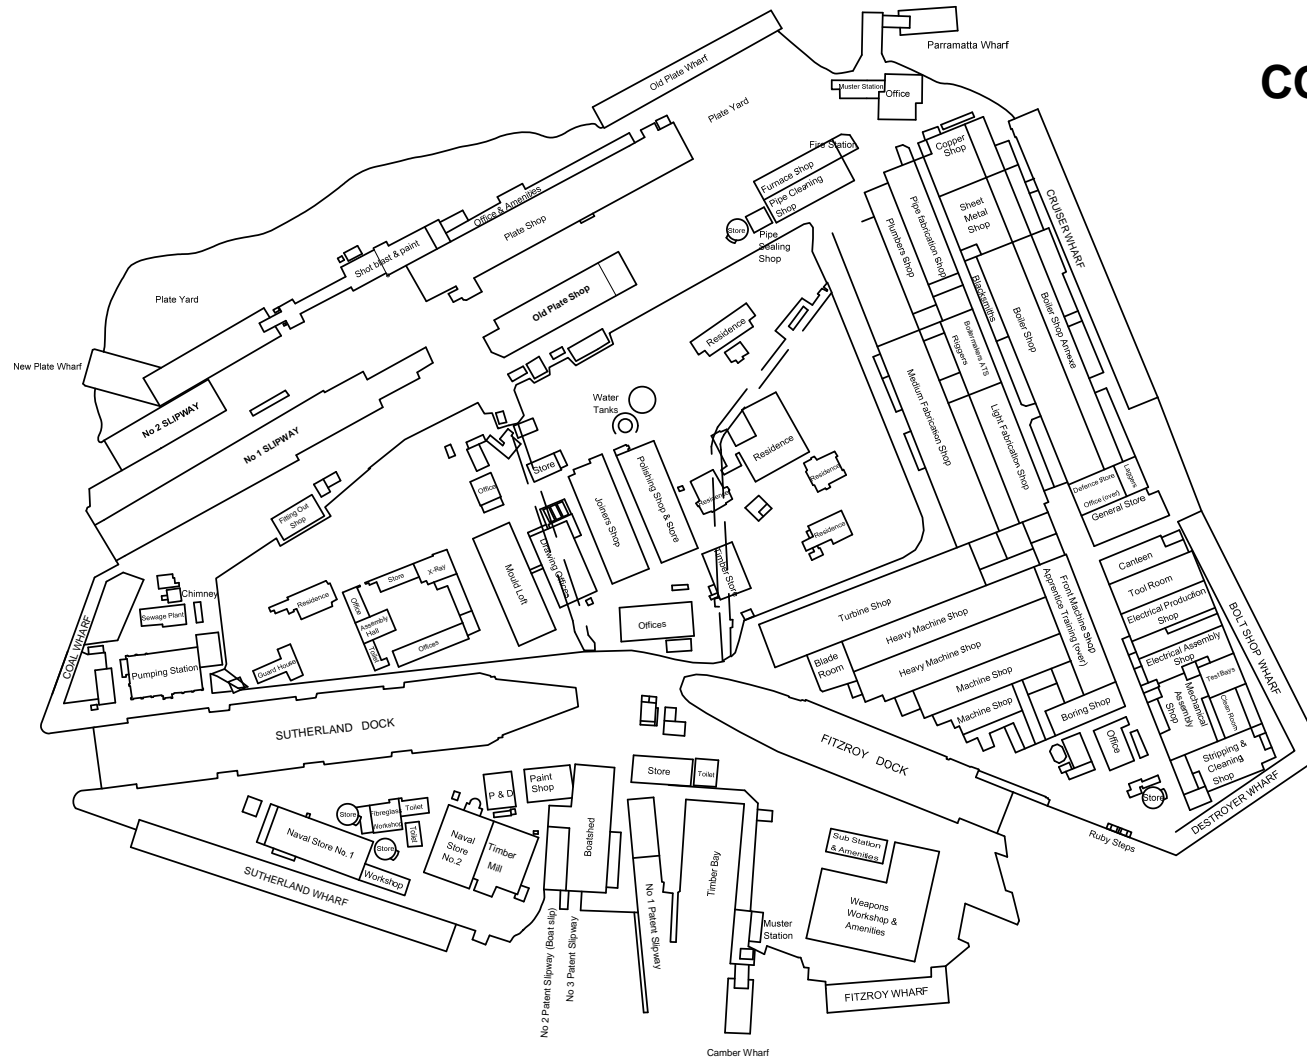 CO
Parramatta Wharf
Old Plate Wharf
Muster Station
Office
Plate Yard
Fire Station
Copper
Shop
Furnace Shop
Pipe Cleaning
Shop
CRUISER WHARF
Office & Amenities
Plate Shop
Store
Pipe
Sealing
Shop
Plumbers Shop
Pipe fabrication Shop
Sheet
Metal
Shop
Shot blast & paint
Plate Yard
Old Plate Shop
Residence
Blacksmiths
Boiler Shop
Boiler Shop Annexe
Boilermakers ATS
Riggers
New Plate Wharf
No 2 SLIPWAY
No 1 SLIPWAY
Water
Tanks
Medium Fabrication Shop
Light Fabrication Shop
Residence
Residence
Residence
Residence
Store
Office
Joiners Shop
Polishing Shop & Store
Defence Store
Office (over)
Laggers
General Store
Fitting Out
Shop
Mould Loft
Drawing Offices
Timber Store
Canteen
Tool Room
Electrical Production
Shop
Electrical Assembly
Shop
BOLT SHOP WHARF
Front Machine Shop
Apprentice Training (over)
Chimney
Sewage Plant
COAL WHARF
Pumping Station
Residence
Store
X-Ray
Office
Assembly
Hall
Toilet
Offices
Guard House
Offices
Turbine Shop
Heavy Machine Shop
Heavy Machine Shop
Blade
Room
Machine Shop
Machine Shop
Boring Shop
Office
Mechanical
Assembly
Shop
Test Bays
Clean Room
Stripping &
Cleaning
Shop
Store
DESTROYER WHARF
Ruby Steps
SUTHERLAND DOCK
FITZROY DOCK
Store
Toilet
Paint
Shop
P & D
Store
Fibreglass
Workshop
Toilet
Toilet
Store
Naval Store No.1
Workshop
Naval
Store
No.2
Timber
Mill
Boatshed
SUTHERLAND WHARF
Timber Bay
Sub Station
& Amenities
Weapons
Workshop &
Amenities
Muster
Station
No 2 Patent Slipway (Boat slip)
No 3 Patent Slipway
No 1 Patent Slipway
FITZROY WHARF
Camber Wharf